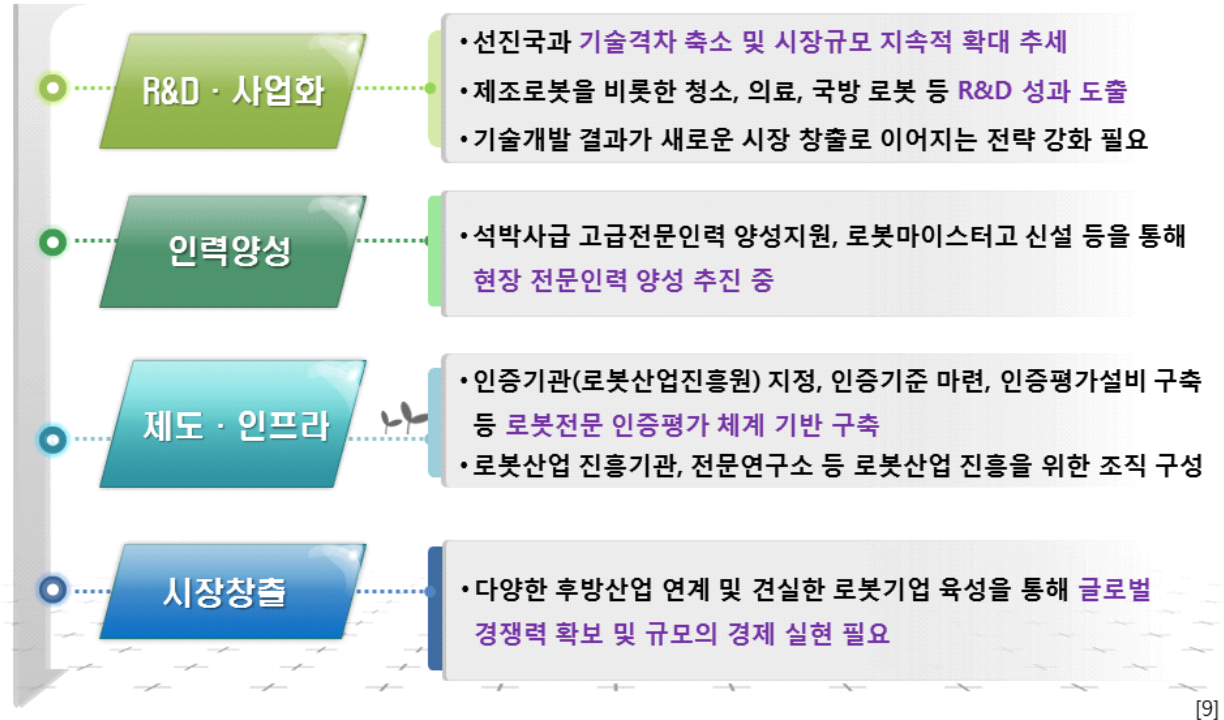 R&D · 사업화
• 선진국과 기술격차 축소 및 시장규모 지속적 확대 추세
• 제조로봇을 비롯한 청소, 의료, 국방 로봇 등 R&D 성과 도출
• 기술개발 결과가 새로운 시장 창출로 이어지는 전략 강화 필요
인력양성
• 석박사급 고급전문인력 양성지원, 로봇마이스터고 신설 등을 통해
현장 전문인력 양성 추진 중
제도 · 인프라
• 인증기관(로봇산업진흥원) 지정, 인증기준 마련, 인증평가설비 구축
등 로봇전문 인증평가 체계 기반 구축
• 로봇산업 진흥기관, 전문연구소 등 로봇산업 진흥을 위한 조직 구성
시장창출
• 다양한 후방산업 연계 및 견실한 로봇기업 육성을 통해 글로벌
경쟁력 확보 및 규모의 경제 실현 필요
[9]